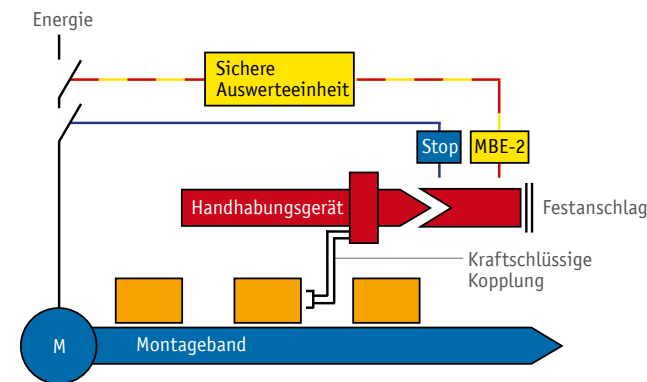 Energie
Sichere
Auswerteeinheit
Stop
MBE-2
Handhabungsgerät
Festanschlag
Kraftschlüssige
Kopplung
M
Montageband